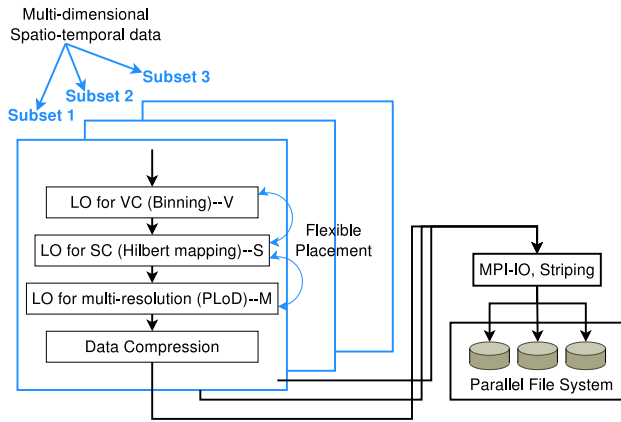 Multi-dimensional
Spatio-temporal data
Subset 3
Subset 2
Subset 1
LO for VC (Binning)--V
Flexible
Placement
LO for SC (Hilbert mapping)--S
LO for multi-resolution (PLoD)--M
Data Compression
MPI-IO, Striping
Parallel File System